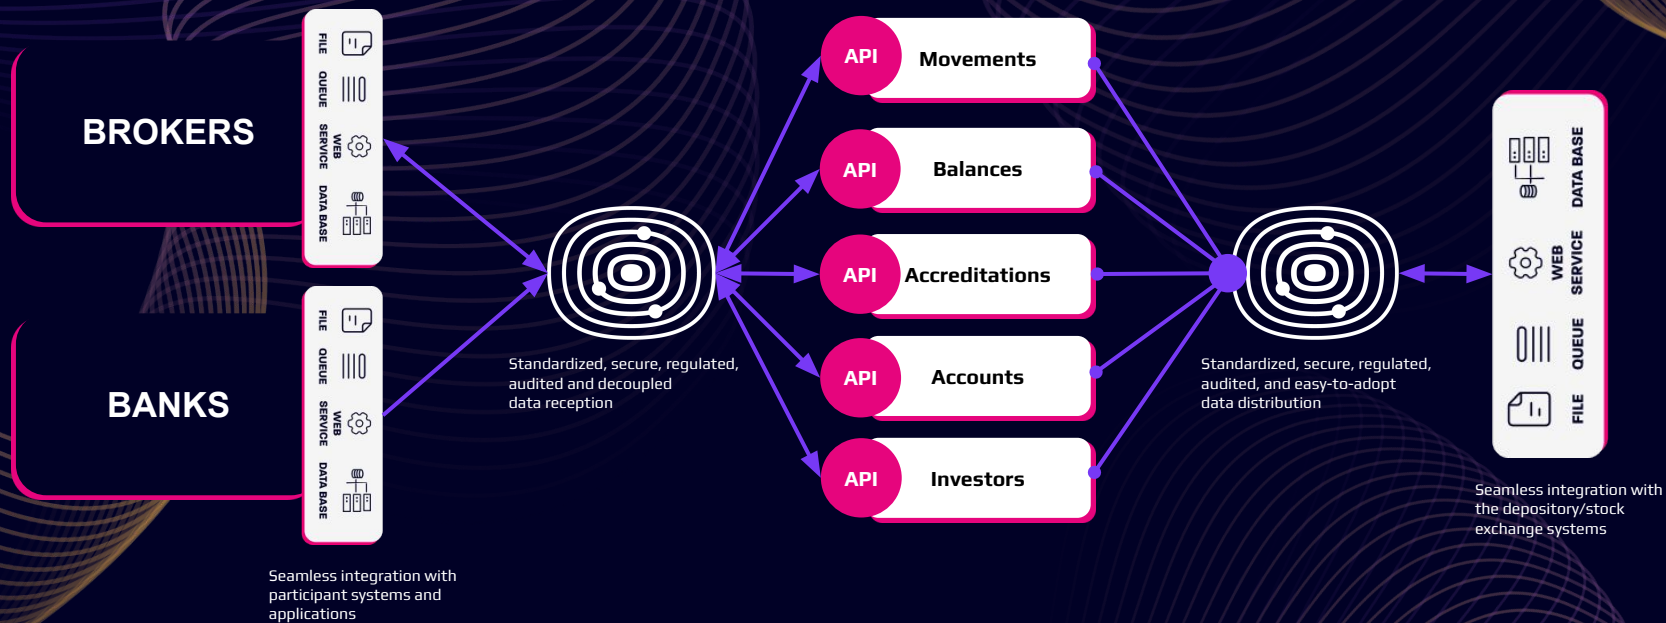 BROKERS
FILE
QUEUE
WEB
SERVICE
DATA BASE
BANKS
FILE
QUEUE
WEB
SERVICE
DATA BASE
Seamless integration with
participant systems and
applications
Standardized, secure, regulated,
audited and decoupled
data reception
API
Movements
API
Balances
API
Accreditations
API
Accounts
API
Investors
Standardized, secure, regulated,
audited, and easy-to-adopt
data distribution
DATA BASE
WEB
SERVICE
QUEUE
FILE
Seamless integration with
the depository/stock
exchange systems